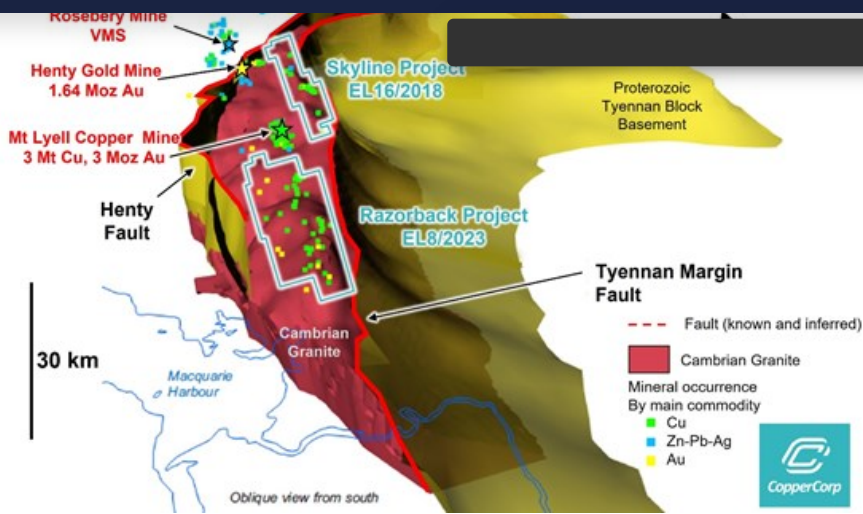 Rosebery Mine
VMS
Henty Gold Mine
1.64 Moz Au
Mt Lyell Copper Mine
3 Mt Cu, 3 Moz Au
Henty
Fault
30 km
Macquarie
Harbour
Cambrian
Granite
Oblique view from south
Skyline Project
EL16/2018
Razorback Project
EL8/2023
Proterozoic
Tyennan Block
Basement
Tyennan Margin
Fault
Fault (known and inferred)
Cambrian Granite
Mineral occurrence
By main commodity
Cu
Zn-Pb-Ag
Au
CopperCorp